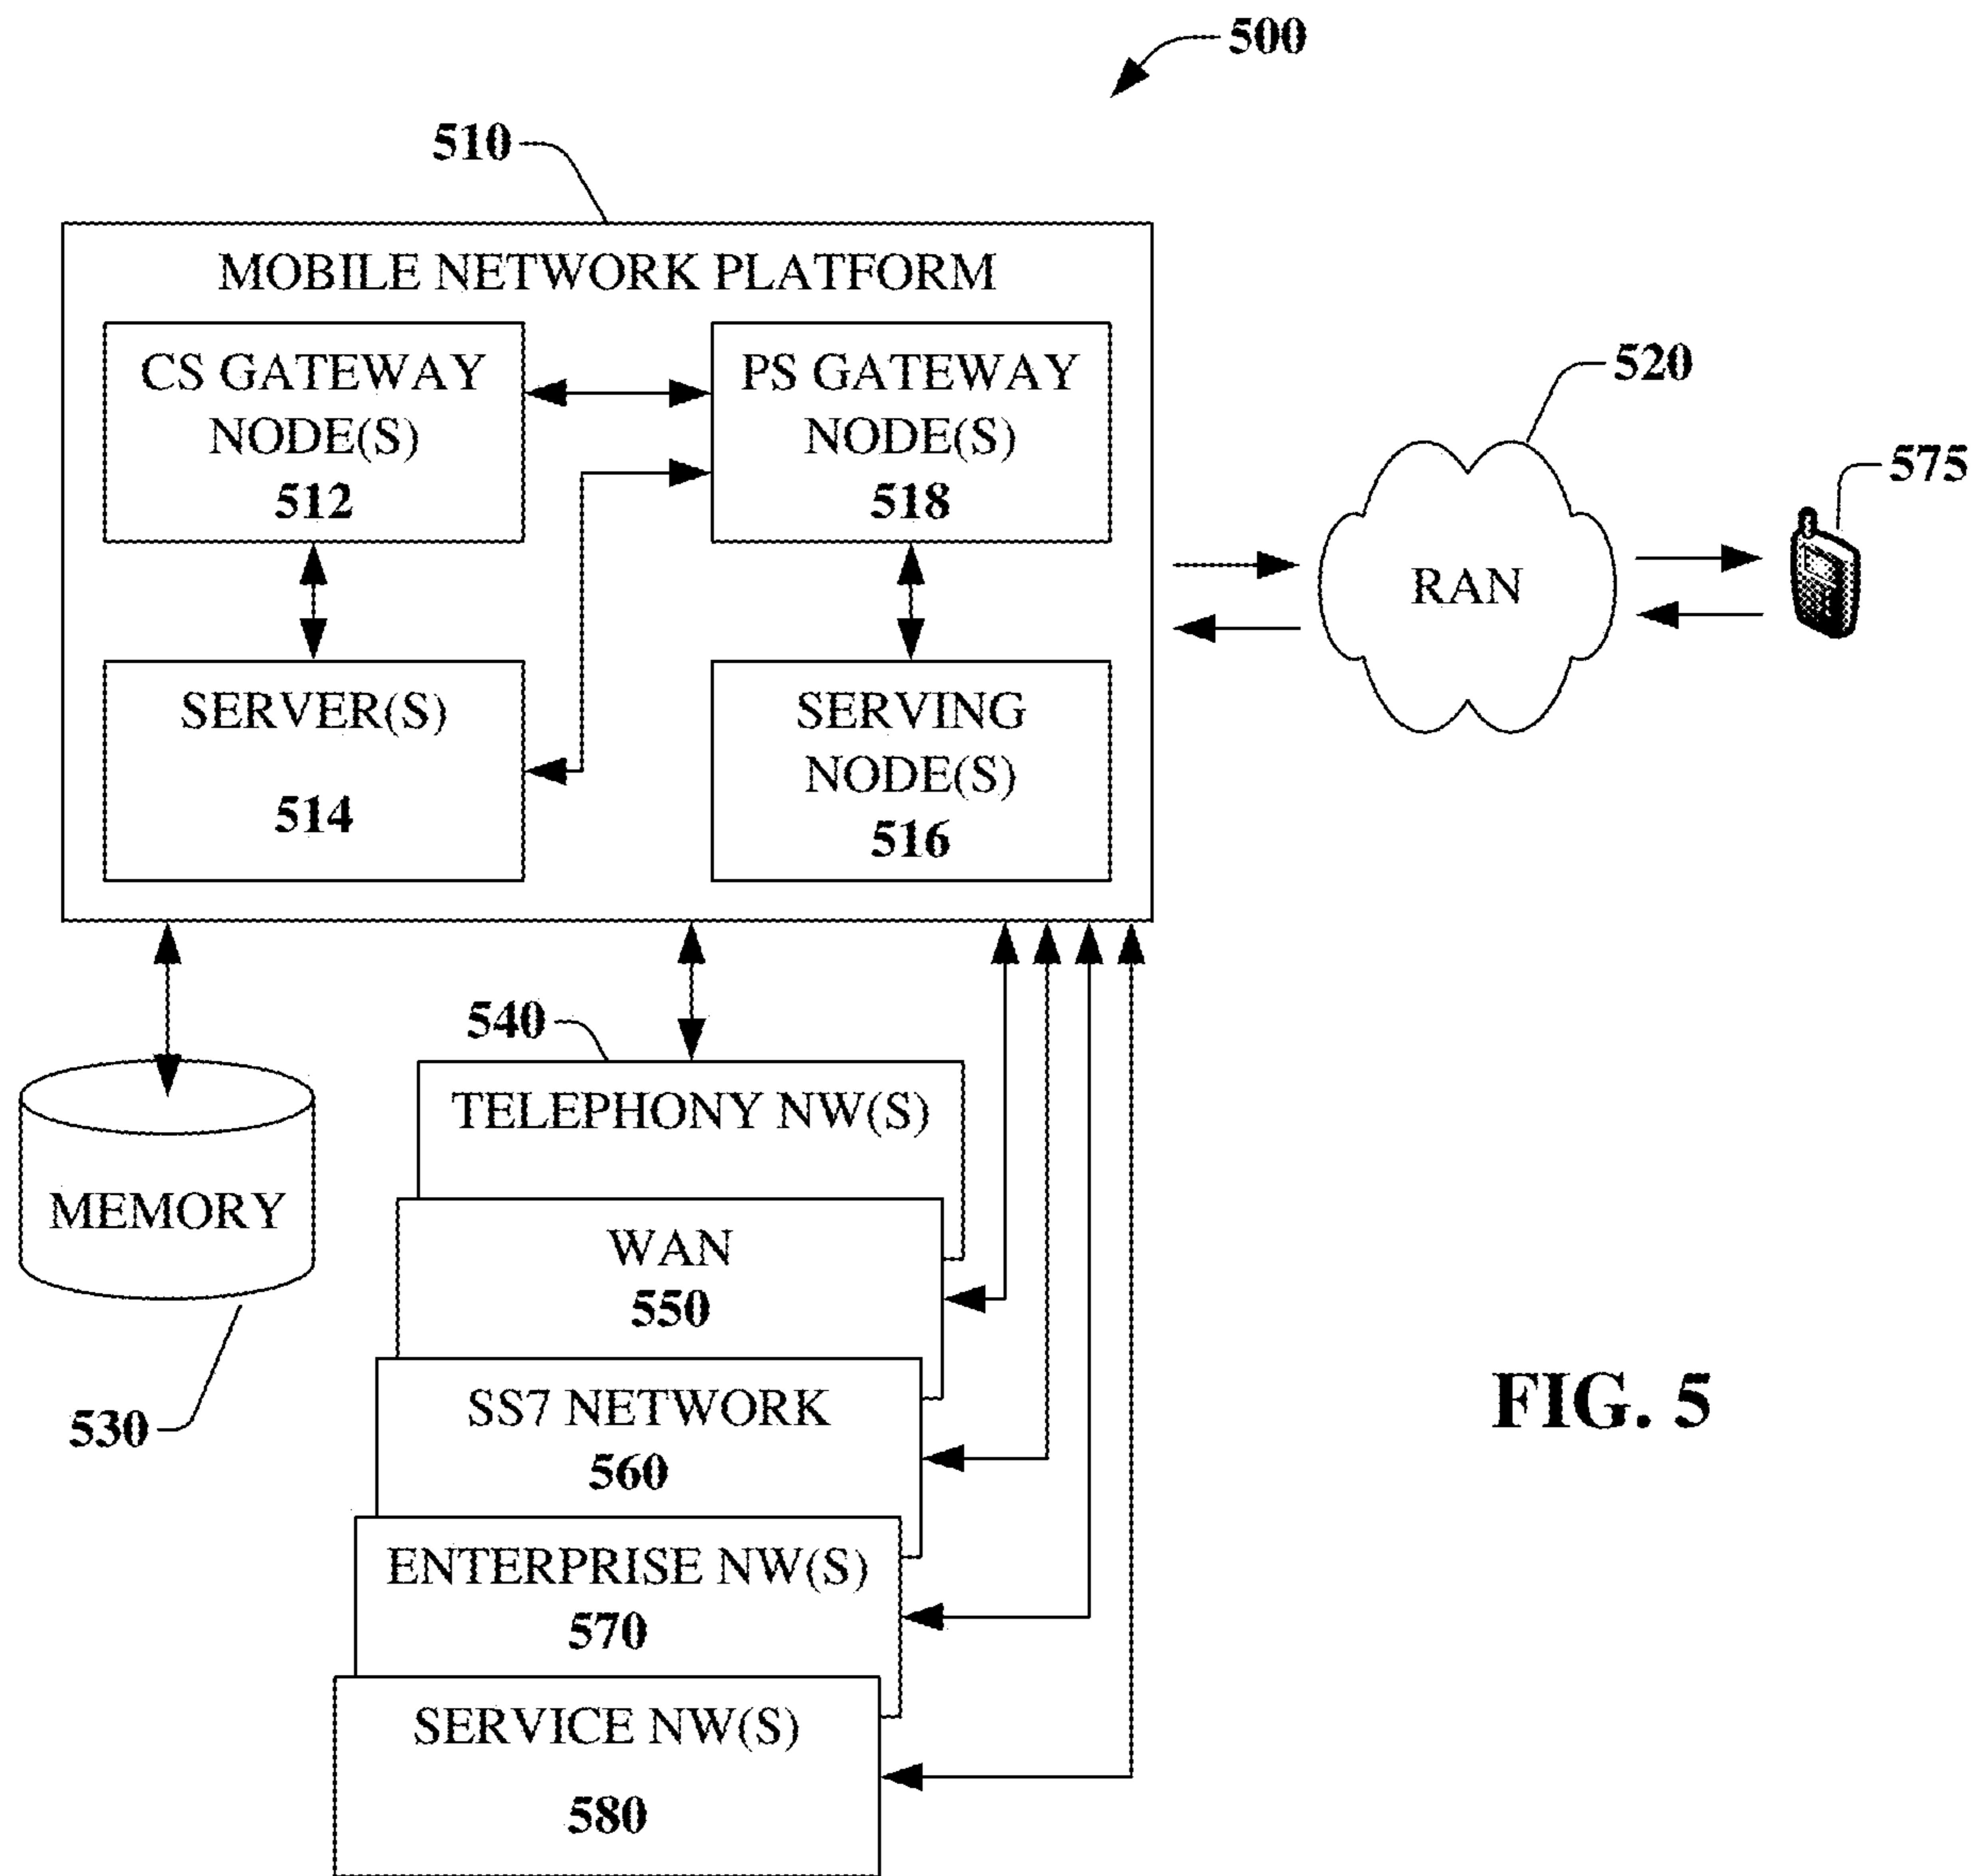 500
510
MOBILE NETWORK PLATFORM
CS GATEWAY
NODE(S)
512
PS GATEWAY
NODE(S)
518
SERVER(S)
514
SERVING
NODE(S)
516
520
RAN
575
540
TELEPHONY NW(S)
MEMORY
530
WAN
550
SS7 NETWORK
560
ENTERPRISE NW(S)
570
SERVICE NW(S)
580
FIG. 5